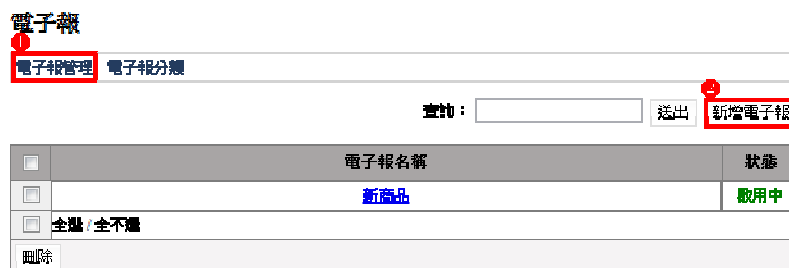 電子報
1
電子報管理 電子報分類
2
查詢： 送出 新增電子報
電子報名稱 狀態
新商品 啟用中
全選 / 全不選
刪除